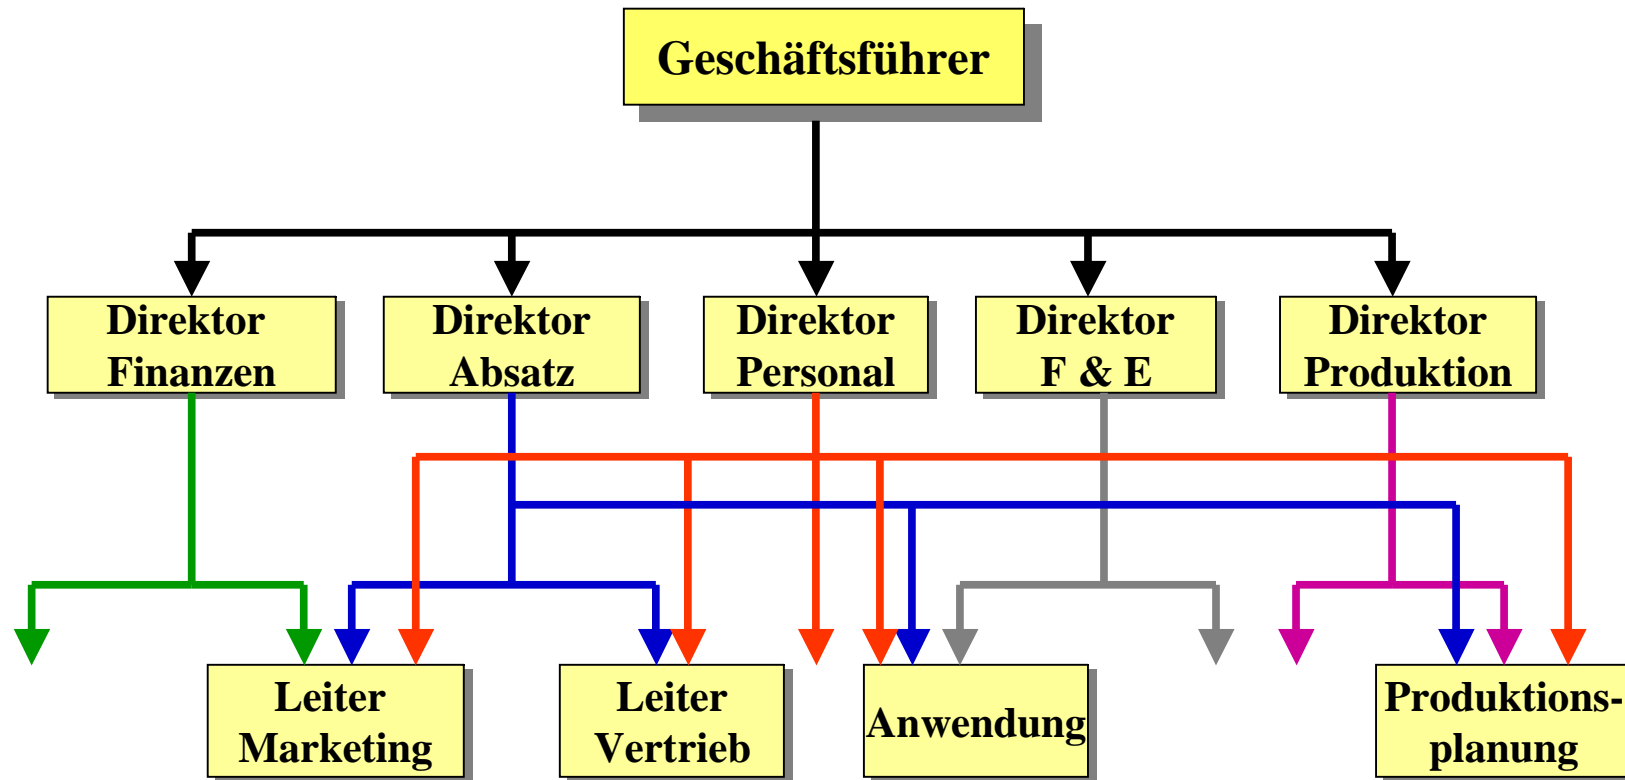 Geschäftsführer
Direktor
Finanzen
Direktor
Absatz
Direktor
Personal
Direktor
F & E
Direktor
Produktion
Leiter
Marketing
Leiter
Vertrieb
Anwendung
Produktions-
planung